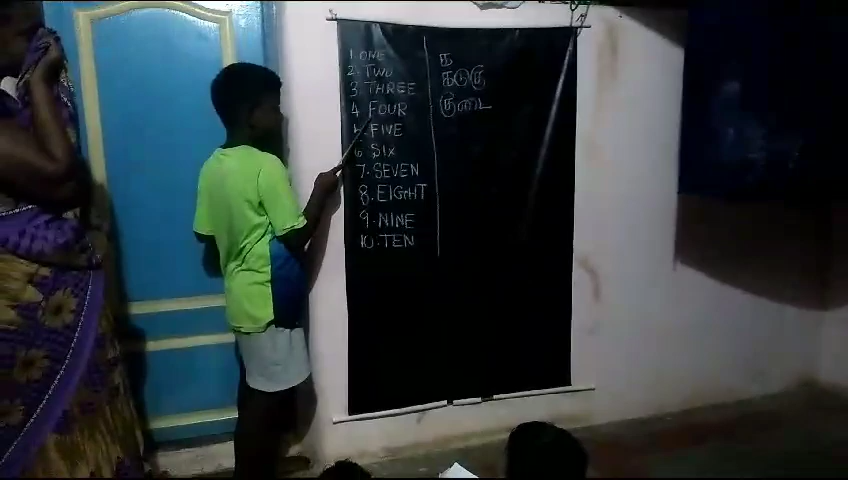 1 ONE
2. TWO
3. THREE
4 FOUR
5. FIVE
6 SIX
7. SEVEN
8. EIGHT
9. NINE
10. TEN
க
கடுகு
குடை